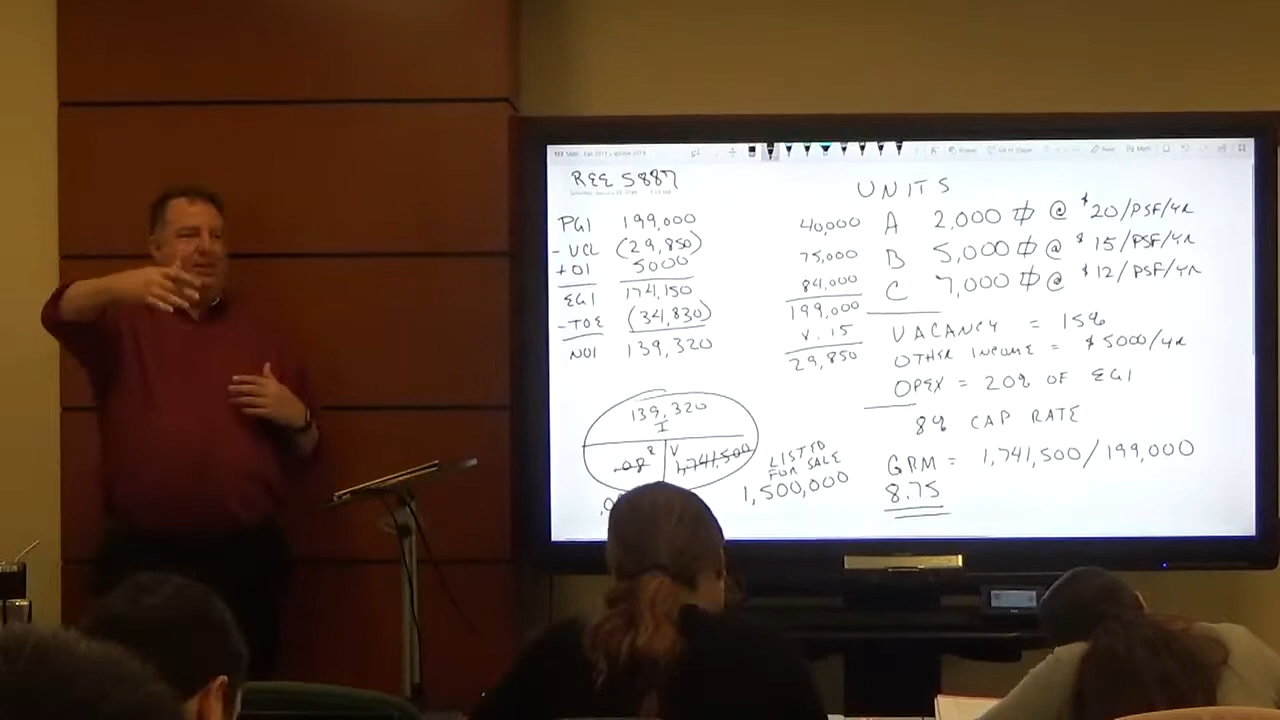 REE 5887
PGI 199,000
- VCL (29,850)
+ OI 5000
EGI 174,150
- TOE (34,830)
NOI 139,320
139,320
I
.08 R V 1,741,500
LISTED
FOR SALE
1,500,000
UNITS
40,000 A 2,000 @ $20/PSF/YR
75,000 B 5,000 @ $15/PSF/YR
84,000 C 7,000 @ $12/PSF/YR
199,000
X .15
29,850
VACANCY = 15%
OTHER INCOME = $5000/YR
OPEX = 20% OF EGI
8% CAP RATE
GRM = 1,741,500/199,000
8.75